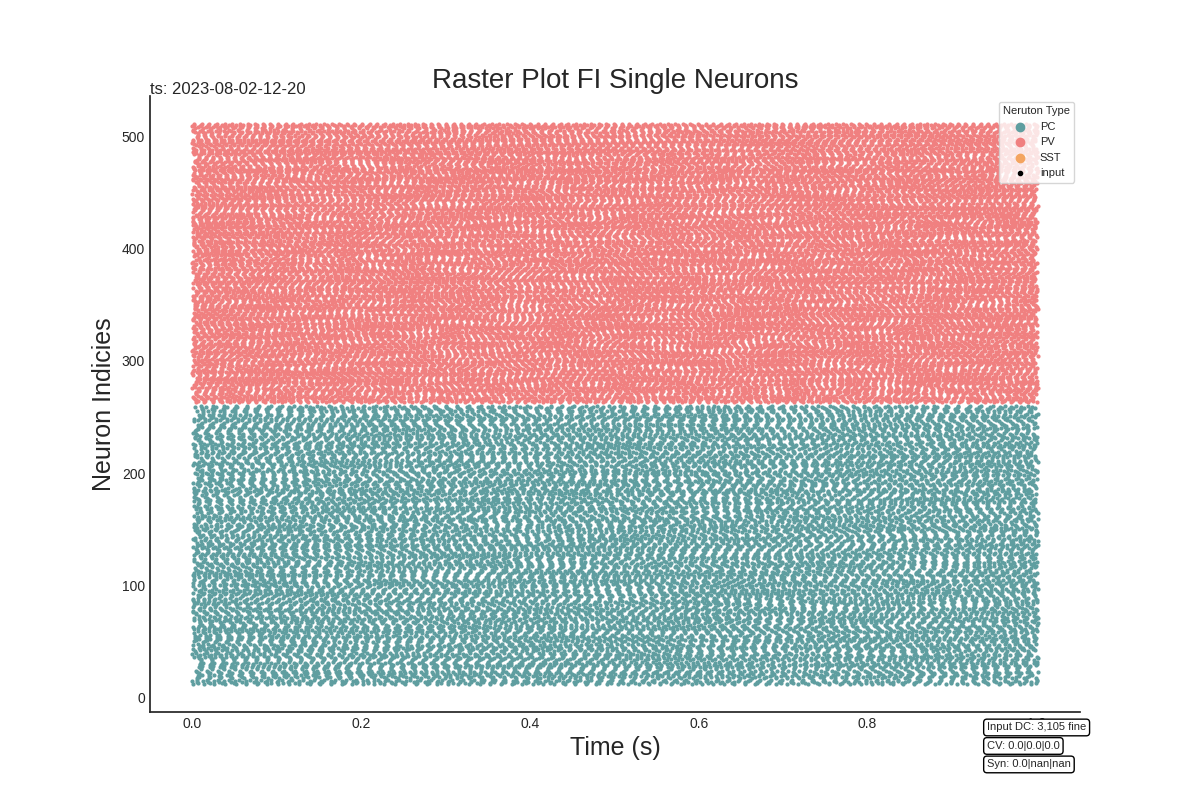 Raster Plot FI Single Neurons
ts: 2023-08-02-12-20
Neruton Type
PC
PV
SST
input
500
400
300
200
100
0
Neuron Indicies
0.0
0.2
0.4
0.6
0.8
Time (s)
Input DC: 3,105 fine
CV: 0.0|0.0|0.0
Syn: 0.0|nan|nan